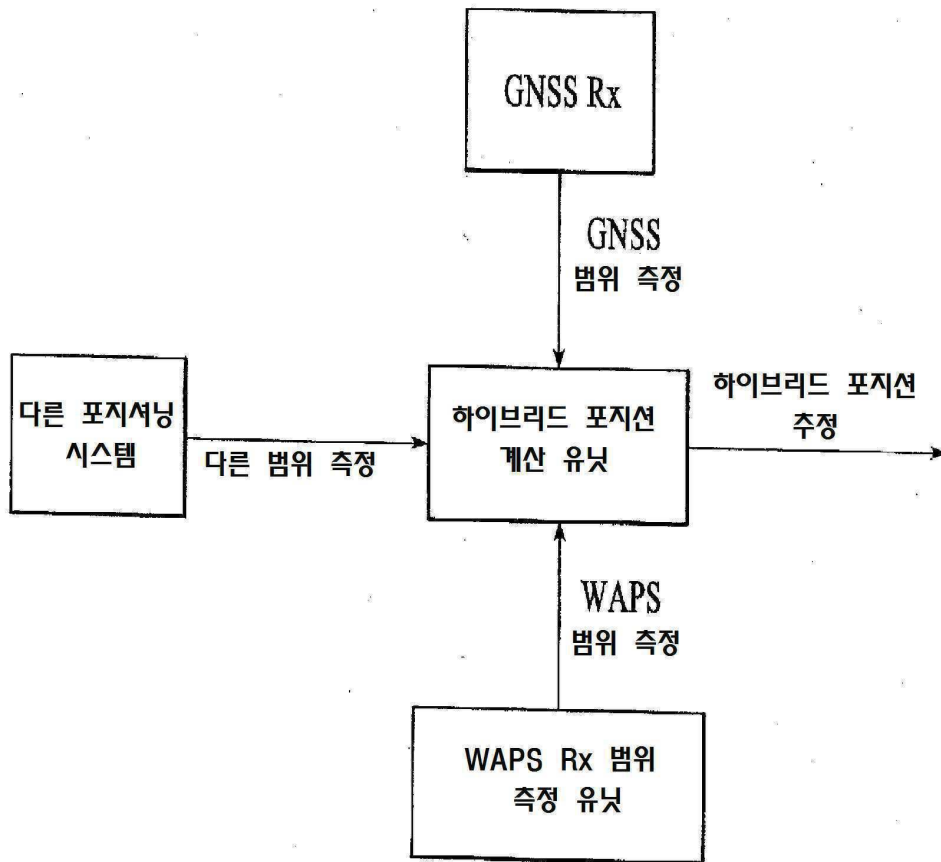 GNSS Rx
GNSS
범위 측정
다른 포지셔닝
시스템
다른 범위 측정
하이브리드 포지션
계산 유닛
하이브리드 포지션
추정
WAPS
범위 측정
WAPS Rx 범위
측정 유닛